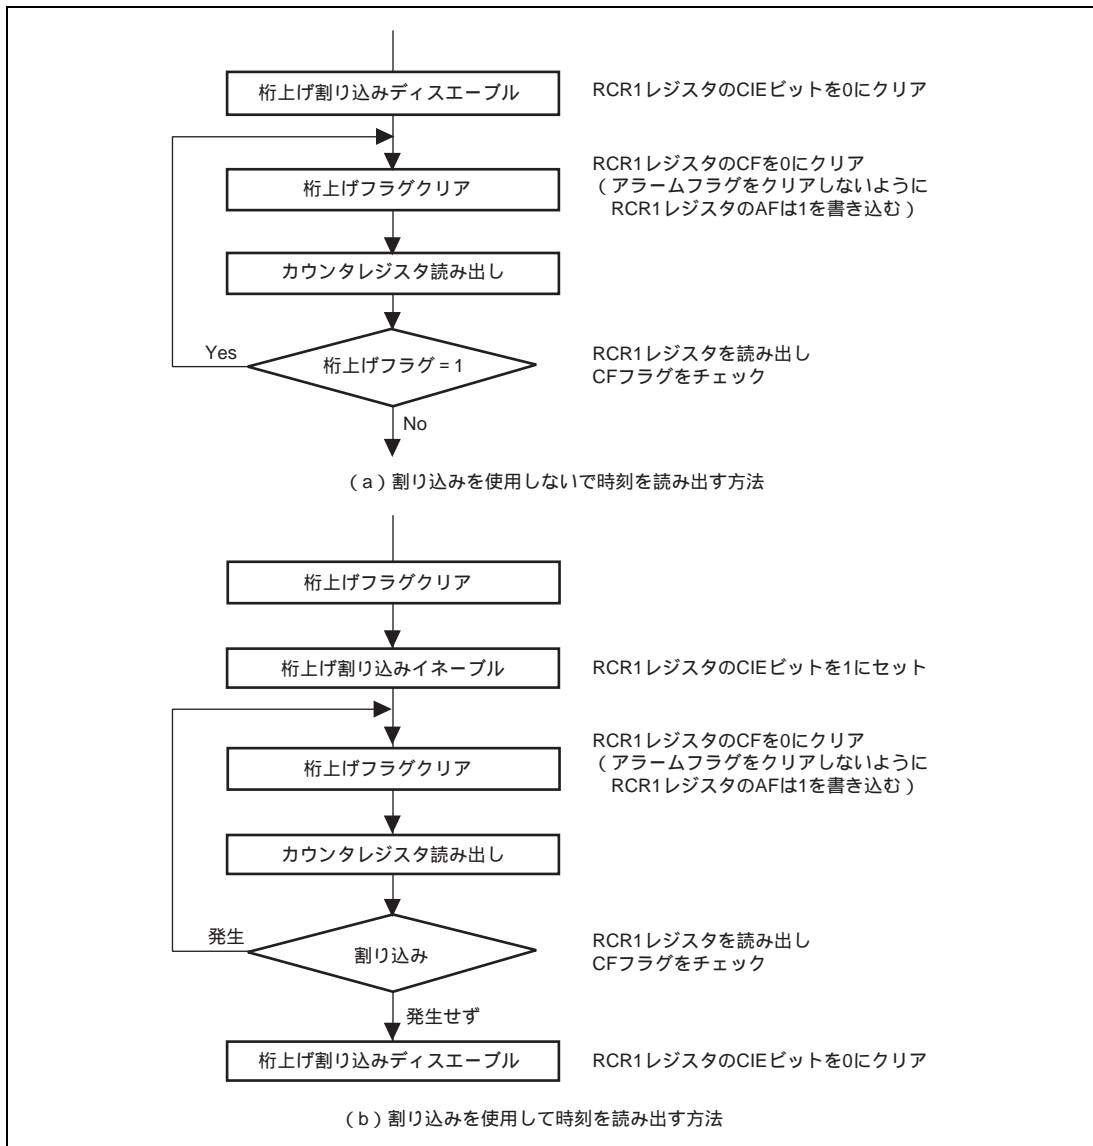 桁上げ割り込みディスエーブル
RCR1レジスタのCIEビットを0にクリア
RCR1レジスタのCFを0にクリア
（アラームフラグをクリアしないように
RCR1レジスタのAFは1を書き込む）
桁上げフラグクリア
カウンタレジスタ読み出し
Yes
桁上げフラグ = 1
RCR1レジスタを読み出し
CFフラグをチェック
No
（a）割り込みを使用しないで時刻を読み出す方法
桁上げフラグクリア
桁上げ割り込みイネーブル
RCR1レジスタのCIEビットを1にセット
RCR1レジスタのCFを0にクリア
（アラームフラグをクリアしないように
RCR1レジスタのAFは1を書き込む）
桁上げフラグクリア
カウンタレジスタ読み出し
発生
割り込み
RCR1レジスタを読み出し
CFフラグをチェック
発生せず
桁上げ割り込みディスエーブル
RCR1レジスタのCIEビットを0にクリア
（b）割り込みを使用して時刻を読み出す方法